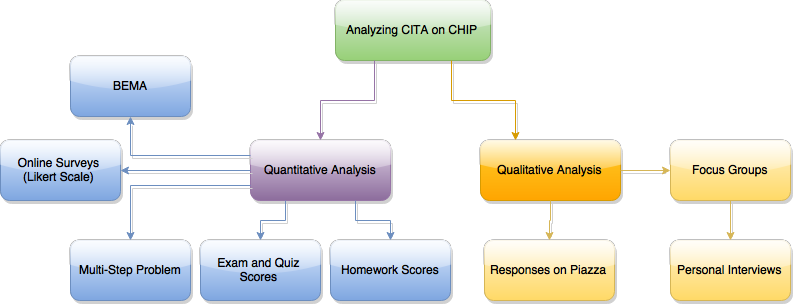 Analyzing CITA on CHIP
BEMA
Online Surveys
(Likert Scale)
Quantitative Analysis
Qualitative Analysis
Focus Groups
Multi-Step Problem
Exam and Quiz
Scores
Homework Scores
Responses on Piazza
Personal Interviews